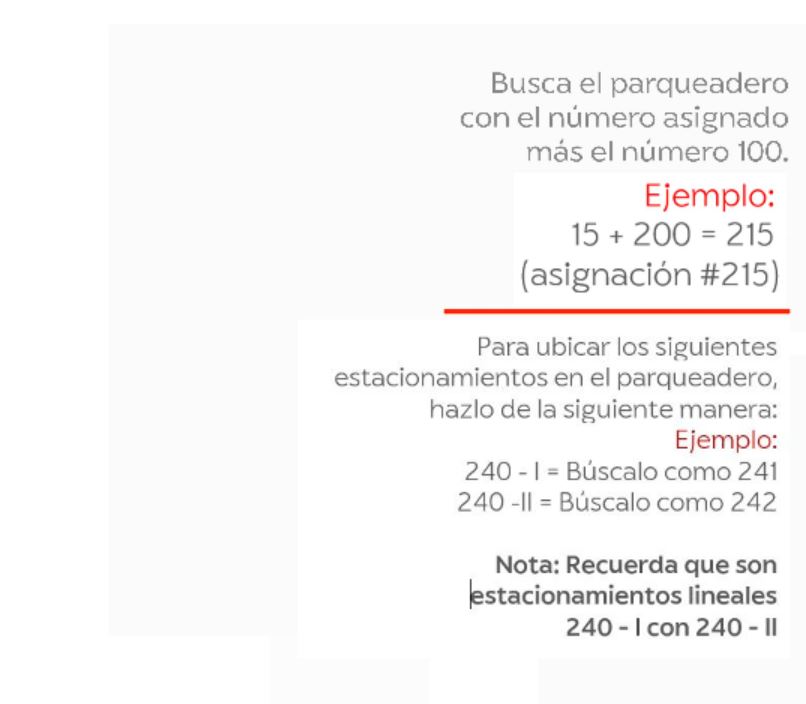 Busca el parqueadero
con el número asignado
más el número 100.
Ejemplo:
15 + 200 = 215
(asignación #215)
Para ubicar los siguientes
estacionamientos en el parqueadero,
hazlo de la siguiente manera:
Ejemplo:
240 - I = Búscalo como 241
240 -II = Búscalo como 242
Nota: Recuerda que son
estacionamientos lineales
240 - I con 240 - II